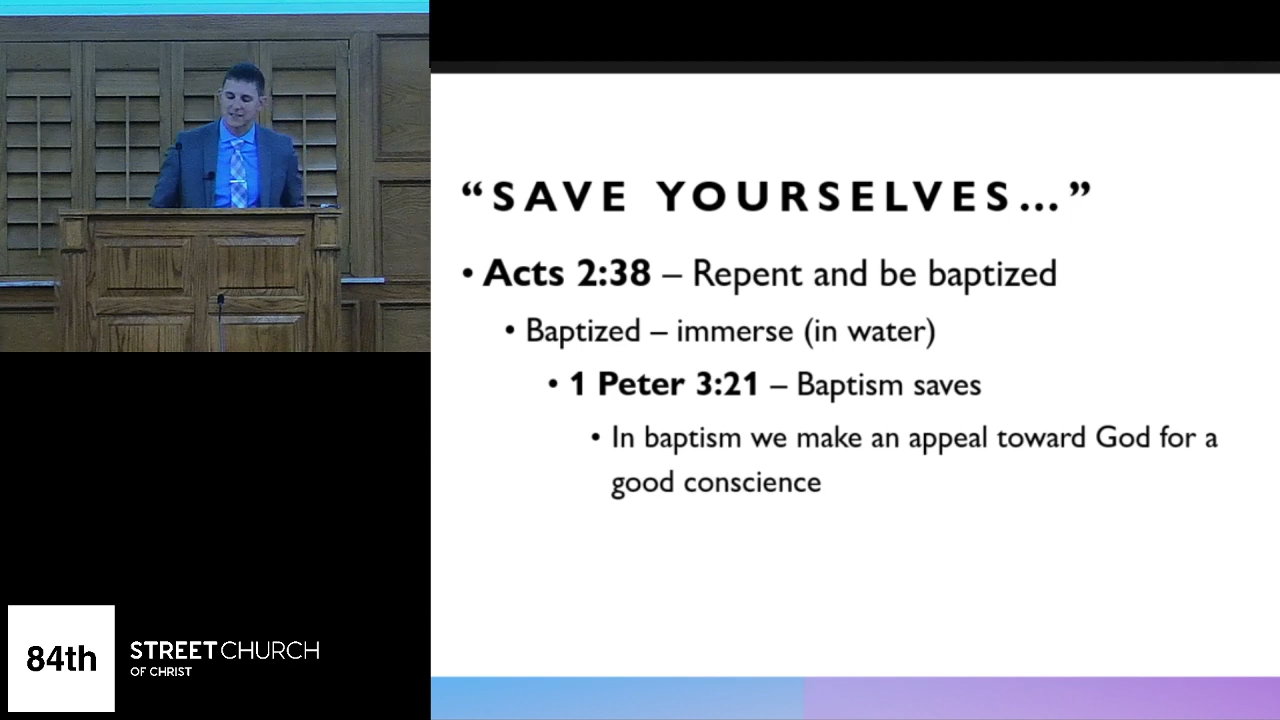 “SAVE YOURSELVES…”
• Acts 2:38 – Repent and be baptized
• Baptized – immerse (in water)
• 1 Peter 3:21 – Baptism saves
• In baptism we make an appeal toward God for a
good conscience
84th
STREET CHURCH
OF CHRIST